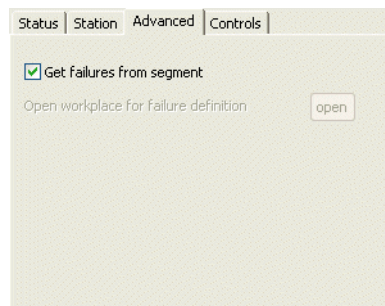 Status Station Advanced Controls
Get failures from segment
Open workplace for failure definition open